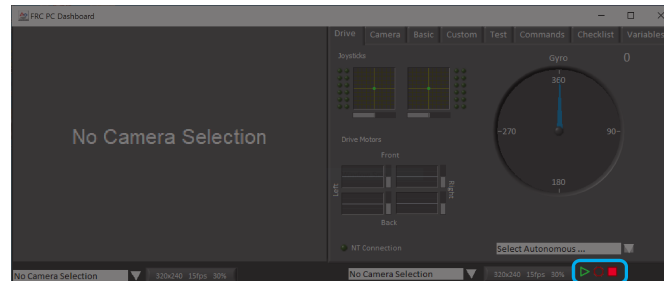 FRC PC Dashboard
Drive Camera Basic Custom Test Commands Checklist Variables
Joysticks
Gyro 0
360
No Camera Selection
-270 90-
Drive Motors
Front
180
Left Right
Back
NT Connection
Select Autonomous ...
No Camera Selection 320x240 15fps 30% No Camera Selection 320x240 15fps 30%